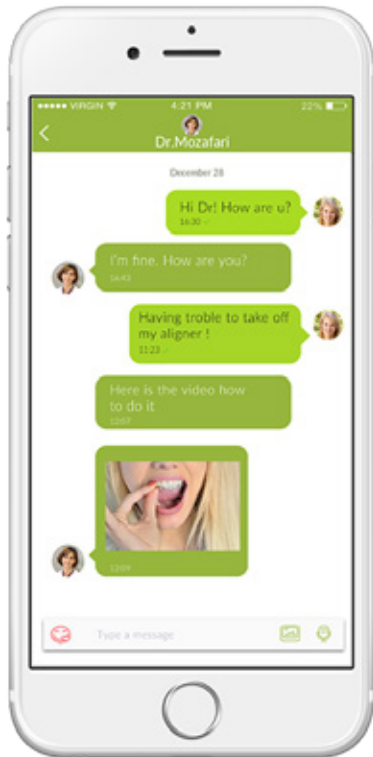 VIRGIN
4:21 PM
22%
Dr.Mozafari
December 28
Hi Dr! How are u?
16:30
I'm fine. How are you?
16:43
Having troble to take off
my aligner !
11:23
Here is the video how
to do it
12:07
12:09
Type a message